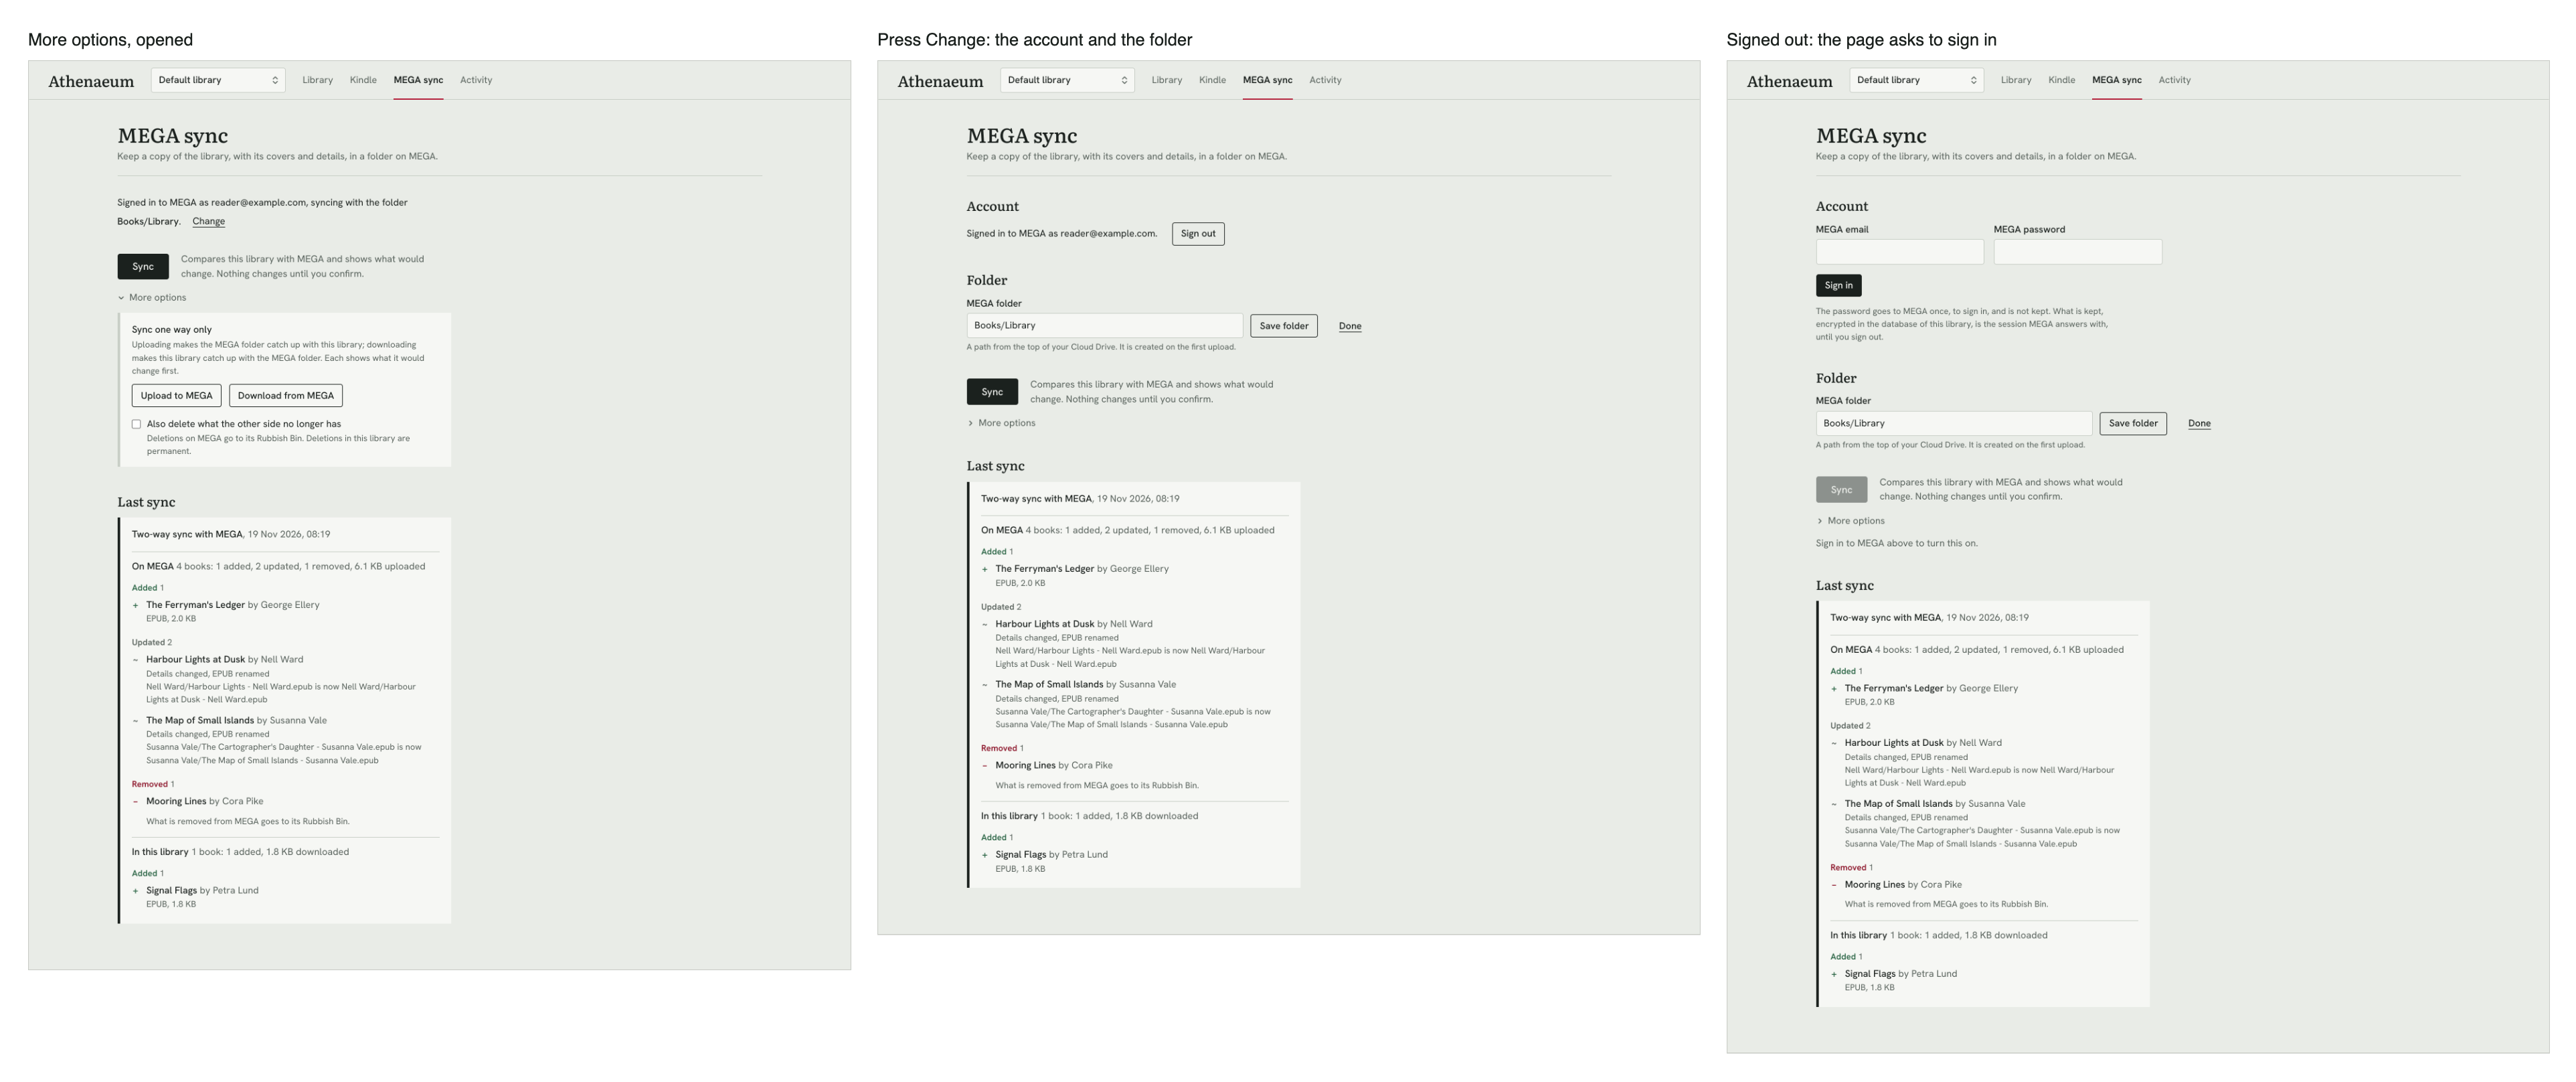 More options, opened
Athenaeum
Default library
Library
Kindle
MEGA sync
Activity
MEGA sync
Keep a copy of the library, with its covers and details, in a folder on MEGA.
Signed in to MEGA as reader@example.com, syncing with the folder
Books/Library. Change
Sync
Compares this library with MEGA and shows what would
change. Nothing changes until you confirm.
More options
Sync one way only
Uploading makes the MEGA folder catch up with this library; downloading
makes this library catch up with the MEGA folder. Each shows what it would
change first.
Upload to MEGA
Download from MEGA
Also delete what the other side no longer has
Deletions on MEGA go to its Rubbish Bin. Deletions in this library are
permanent.
Last sync
Two-way sync with MEGA, 19 Nov 2026, 08:19
On MEGA 4 books: 1 added, 2 updated, 1 removed, 6.1 KB uploaded
Added 1
+ The Ferryman's Ledger by George Ellery
EPUB, 2.0 KB
Updated 2
~ Harbour Lights at Dusk by Nell Ward
Details changed, EPUB renamed
Nell Ward/Harbour Lights - Nell Ward.epub is now Nell Ward/Harbour
Lights at Dusk - Nell Ward.epub
~ The Map of Small Islands by Susanna Vale
Details changed, EPUB renamed
Susanna Vale/The Cartographer's Daughter - Susanna Vale.epub is now
Susanna Vale/The Map of Small Islands - Susanna Vale.epub
Removed 1
– Mooring Lines by Cora Pike
What is removed from MEGA goes to its Rubbish Bin.
In this library 1 book: 1 added, 1.8 KB downloaded
Added 1
+ Signal Flags by Petra Lund
EPUB, 1.8 KB
Press Change: the account and the folder
Athenaeum
Default library
Library
Kindle
MEGA sync
Activity
MEGA sync
Keep a copy of the library, with its covers and details, in a folder on MEGA.
Account
Signed in to MEGA as reader@example.com.
Sign out
Folder
MEGA folder
Books/Library
Save folder
Done
A path from the top of your Cloud Drive. It is created on the first upload.
Sync
Compares this library with MEGA and shows what would
change. Nothing changes until you confirm.
More options
Last sync
Two-way sync with MEGA, 19 Nov 2026, 08:19
On MEGA 4 books: 1 added, 2 updated, 1 removed, 6.1 KB uploaded
Added 1
+ The Ferryman's Ledger by George Ellery
EPUB, 2.0 KB
Updated 2
~ Harbour Lights at Dusk by Nell Ward
Details changed, EPUB renamed
Nell Ward/Harbour Lights - Nell Ward.epub is now Nell Ward/Harbour
Lights at Dusk - Nell Ward.epub
~ The Map of Small Islands by Susanna Vale
Details changed, EPUB renamed
Susanna Vale/The Cartographer's Daughter - Susanna Vale.epub is now
Susanna Vale/The Map of Small Islands - Susanna Vale.epub
Removed 1
– Mooring Lines by Cora Pike
What is removed from MEGA goes to its Rubbish Bin.
In this library 1 book: 1 added, 1.8 KB downloaded
Added 1
+ Signal Flags by Petra Lund
EPUB, 1.8 KB
Signed out: the page asks to sign in
Athenaeum
Default library
Library
Kindle
MEGA sync
Activity
MEGA sync
Keep a copy of the library, with its covers and details, in a folder on MEGA.
Account
MEGA email
MEGA password
Sign in
The password goes to MEGA once, to sign in, and is not kept. What is kept,
encrypted in the database of this library, is the session MEGA answers with,
until you sign out.
Folder
MEGA folder
Books/Library
Save folder
Done
A path from the top of your Cloud Drive. It is created on the first upload.
Sync
Compares this library with MEGA and shows what would
change. Nothing changes until you confirm.
More options
Sign in to MEGA above to turn this on.
Last sync
Two-way sync with MEGA, 19 Nov 2026, 08:19
On MEGA 4 books: 1 added, 2 updated, 1 removed, 6.1 KB uploaded
Added 1
+ The Ferryman's Ledger by George Ellery
EPUB, 2.0 KB
Updated 2
~ Harbour Lights at Dusk by Nell Ward
Details changed, EPUB renamed
Nell Ward/Harbour Lights - Nell Ward.epub is now Nell Ward/Harbour
Lights at Dusk - Nell Ward.epub
~ The Map of Small Islands by Susanna Vale
Details changed, EPUB renamed
Susanna Vale/The Cartographer's Daughter - Susanna Vale.epub is now
Susanna Vale/The Map of Small Islands - Susanna Vale.epub
Removed 1
– Mooring Lines by Cora Pike
What is removed from MEGA goes to its Rubbish Bin.
In this library 1 book: 1 added, 1.8 KB downloaded
Added 1
+ Signal Flags by Petra Lund
EPUB, 1.8 KB